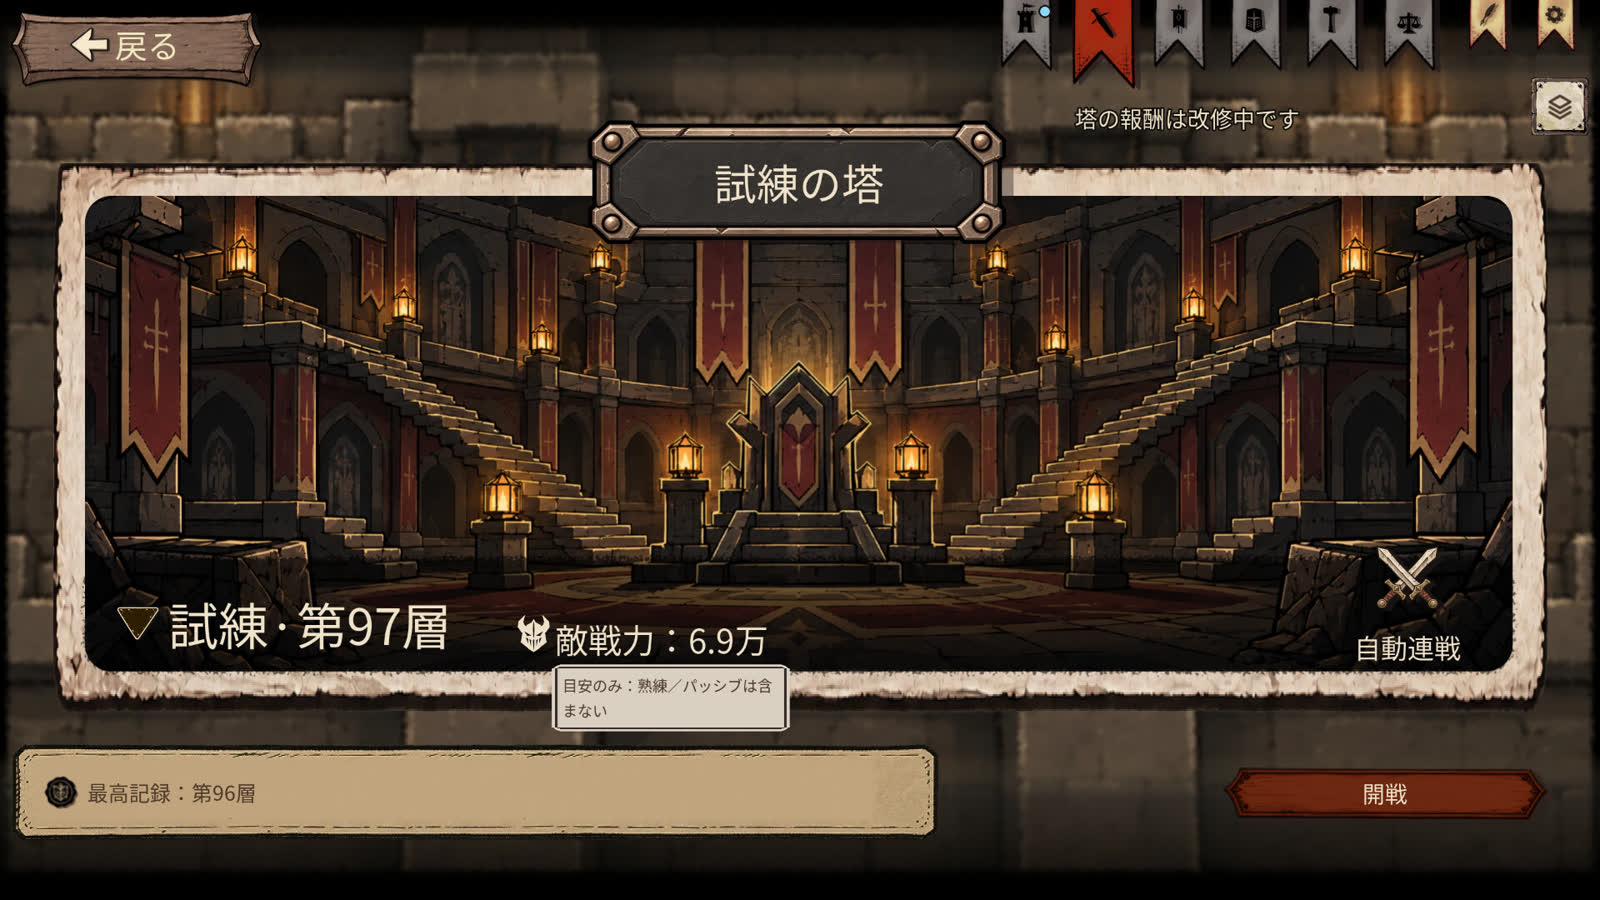 戻る
塔の報酬は改修中です
試練の塔
試練·第97層
敵戦力：6.9万
自動連戦
目安のみ：熟練／パッシブは含
まない
最高記録：第96層
開戦